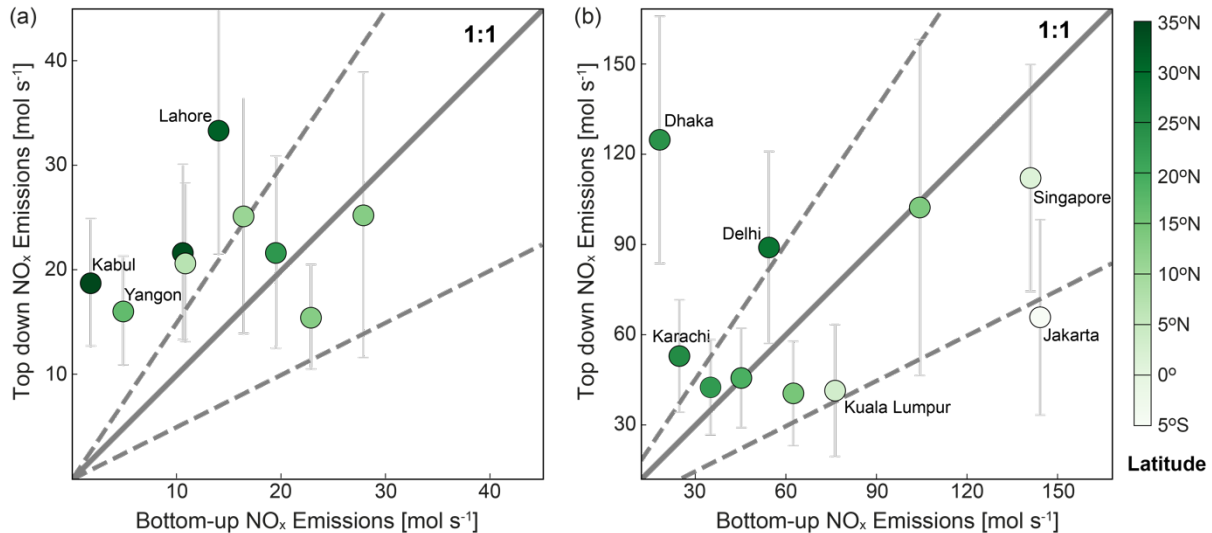 (a)
1:1
Top down NOₓ Emissions [mol s⁻¹]
40
30
20
10
Lahore
Kabul
Yangon
10
20
30
40
Bottom-up NOₓ Emissions [mol s⁻¹]
(b)
1:1
Top down NOₓ Emissions [mol s⁻¹]
150
120
90
60
30
Dhaka
Delhi
Singapore
Karachi
Jakarta
Kuala Lumpur
30
60
90
120
150
Bottom-up NOₓ Emissions [mol s⁻¹]
35ºN
30ºN
25ºN
20ºN
15ºN
10ºN
5ºN
0º
5ºS
Latitude